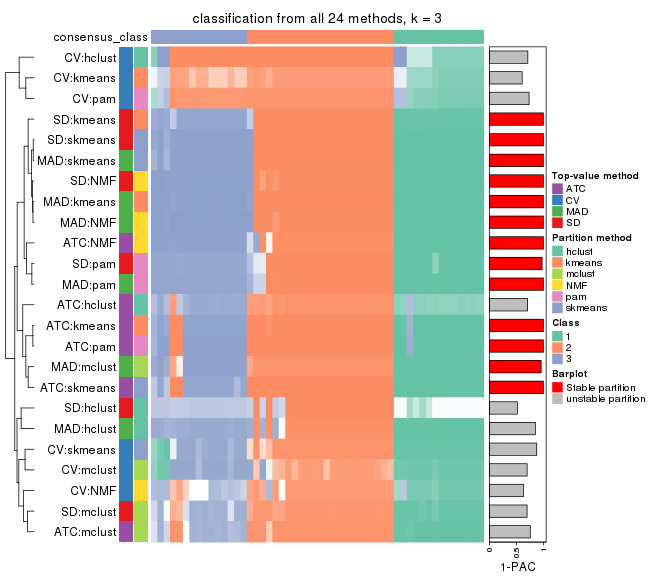 classification from all 24 methods, k = 3
consensus_class
CV:hclust
CV:kmeans
CV:pam
SD:kmeans
SD:skmeans
MAD:skmeans
SD:NMF
MAD:kmeans
MAD:NMF
ATC:NMF
SD:pam
MAD:pam
ATC:hclust
ATC:kmeans
ATC:pam
MAD:mclust
ATC:skmeans
SD:hclust
MAD:hclust
CV:skmeans
CV:mclust
CV:NMF
SD:mclust
ATC:mclust
0
0.5
1
1-PAC
Top-value method
ATC
CV
MAD
SD
Partition method
hclust
kmeans
mclust
NMF
pam
skmeans
Class
1
2
3
Barplot
Stable partition
unstable partition